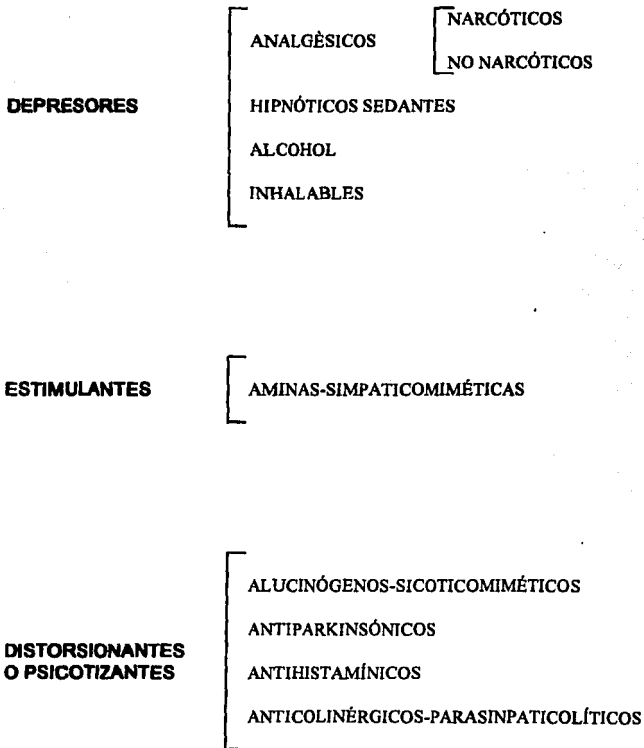 NARCÓTICOS
ANALGÈSICOS
NO NARCÓTICOS
DEPRESORES
HIPNÓTICOS SEDANTES
ALCOHOL
INHALABLES
ESTIMULANTES
AMINAS-SIMPATICOMIMÉTICAS
ALUCINÓGENOS-SICOTICOMIMÉTICOS
ANTIPARKINSÓNICOS
DISTORSIONANTES
O PSICOTIZANTES
ANTIHISTAMÍNICOS
ANTICOLINÉRGICOS-PARASINPATICOLÍTICOS